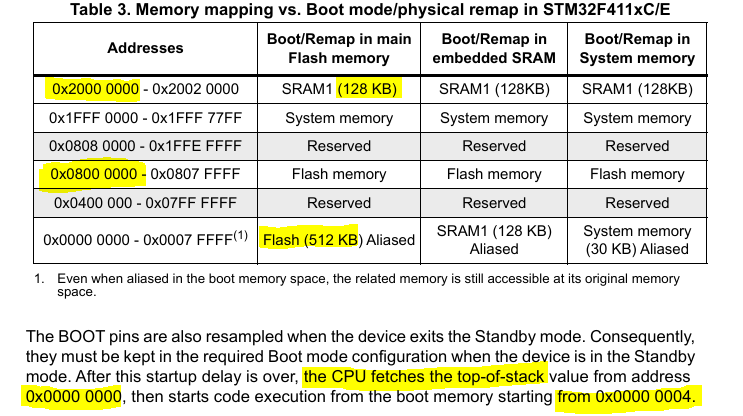 Table 3. Memory mapping vs. Boot mode/physical remap in STM32F411xC/E
Addresses
Boot/Remap in main
Flash memory
Boot/Remap in
embedded SRAM
Boot/Remap in
System memory
0x2000 0000 - 0x2002 0000 SRAM1 (128 KB) SRAM1 (128KB) SRAM1 (128KB)
0x1FFF 0000 - 0x1FFF 77FF System memory System memory System memory
0x0808 0000 - 0x1FFE FFFF Reserved Reserved Reserved
0x0800 0000 - 0x0807 FFFF Flash memory Flash memory Flash memory
0x0400 000 - 0x07FF FFFF Reserved Reserved Reserved
0x0000 0000 - 0x0007 FFFF(1)
Flash (512 KB) Aliased
SRAM1 (128 KB)
Aliased
System memory
(30 KB) Aliased
1. Even when aliased in the boot memory space, the related memory is still accessible at its original memory
space.
The BOOT pins are also resampled when the device exits the Standby mode. Consequently,
they must be kept in the required Boot mode configuration when the device is in the Standby
mode. After this startup delay is over, the CPU fetches the top-of-stack value from address
0x0000 0000, then starts code execution from the boot memory starting from 0x0000 0004.